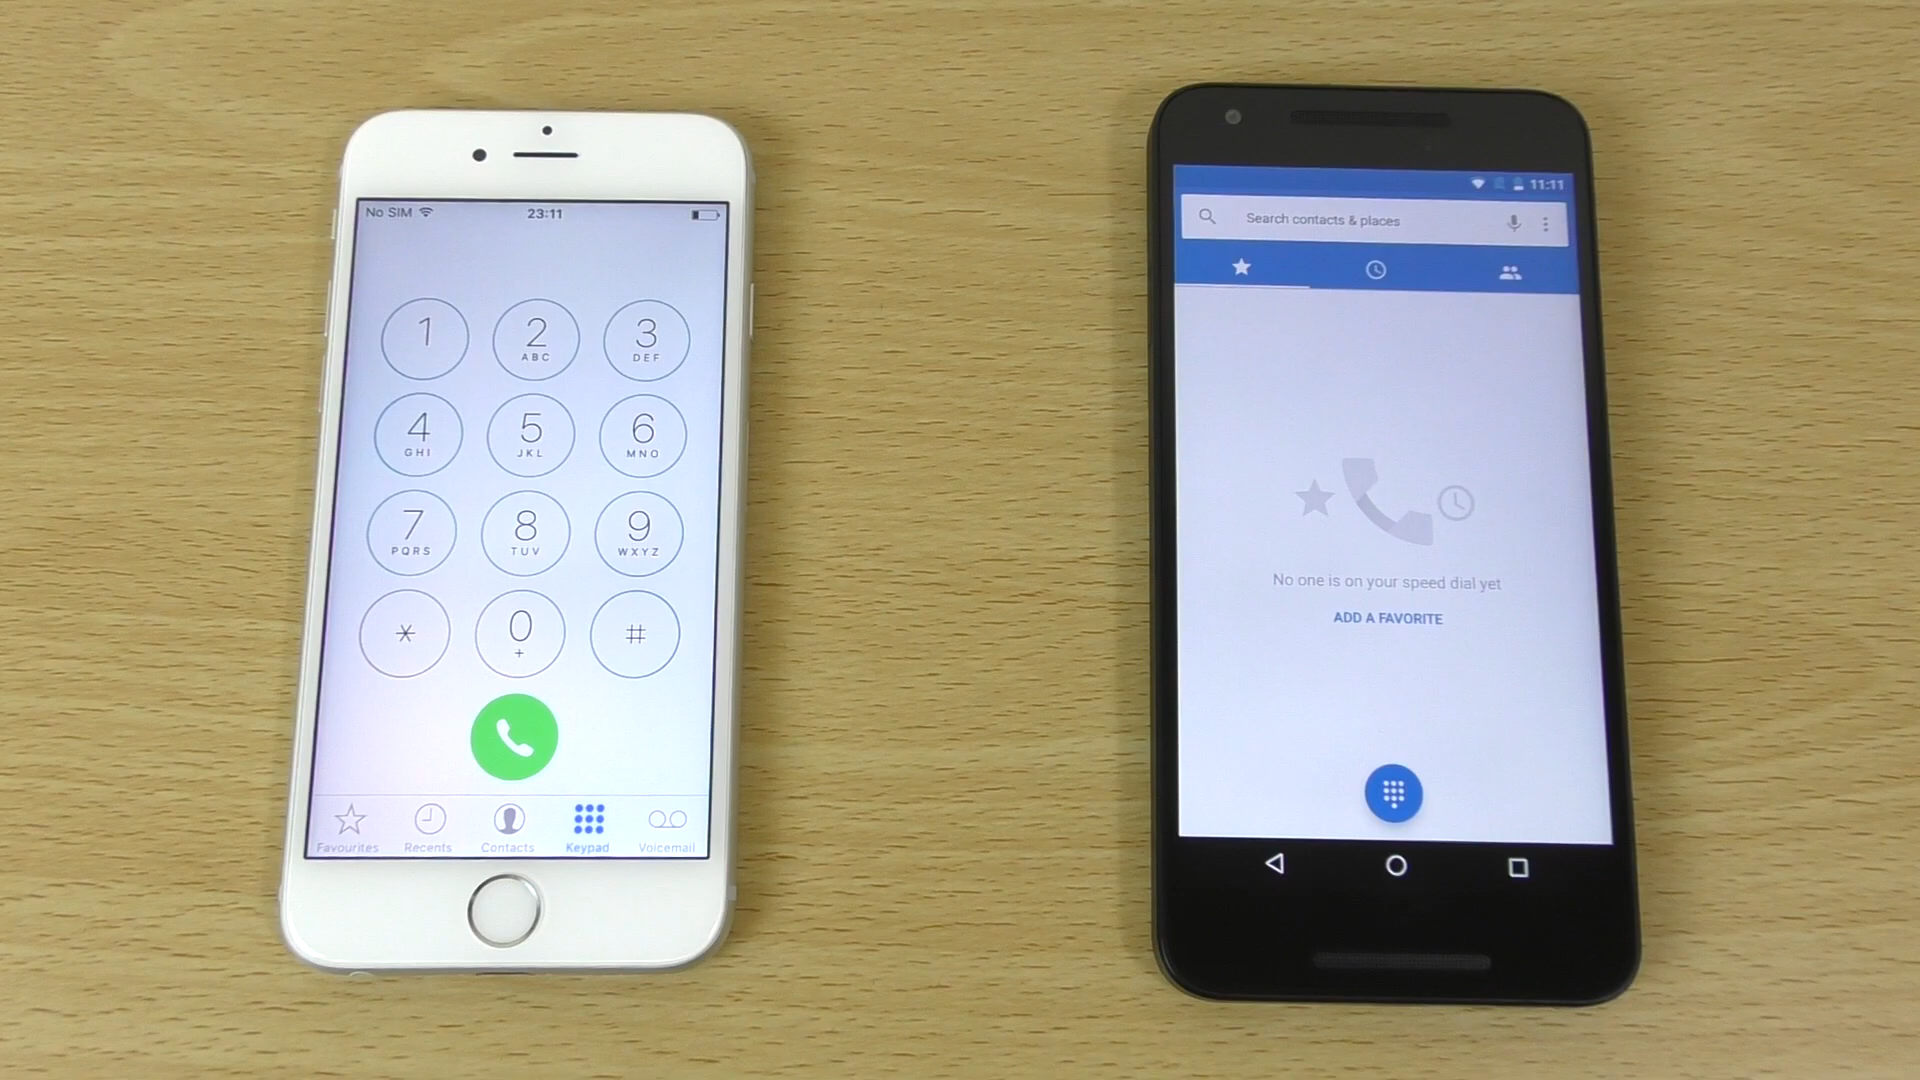 No SIM 23:11
1 2 3
ABC DEF
4 5 6
GHI JKL MNO
7 8 9
PQRS TUV WXYZ
* 0 #
+
Favourites Recents Contacts Keypad Voicemail
11:11
Search contacts & places
No one is on your speed dial yet
ADD A FAVORITE